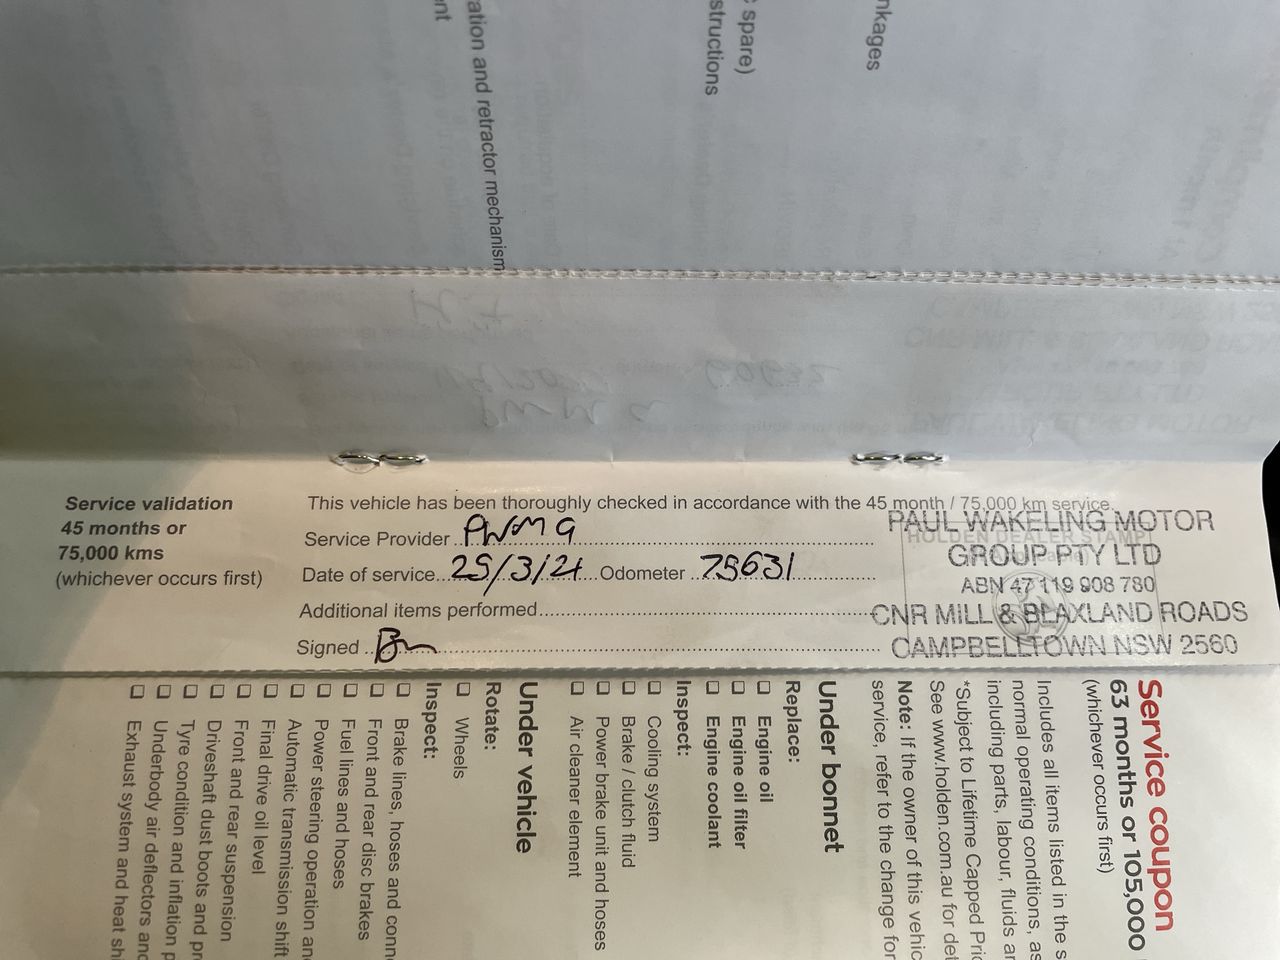 nkages
spare)
structions
ation and retractor mechanism
nt
Service validation
45 months or
75,000 kms
(whichever occurs first)
This vehicle has been thoroughly checked in accordance with the 45 month / 75,000 km service.
Service Provider PWMG
Date of service 25/3/21 Odometer 75631
Additional items performed
Signed
HOLDEN DEALER STAMP
PAUL WAKELING MOTOR
GROUP PTY LTD
ABN 47 119 908 780
CNR MILL & BLAXLAND ROADS
CAMPBELLTOWN NSW 2560
Service coupon
63 months or 105,000
(whichever occurs first)
Includes all items listed in the s
normal operating conditions, as
including parts, labour, fluids ar
*Subject to Lifetime Capped Pric
See www.holden.com.au for det
Note: If the owner of this vehic
service, refer to the change for
Under bonnet
Replace:
Engine oil
Engine oil filter
Engine coolant
Inspect:
Cooling system
Brake / clutch fluid
Power brake unit and hoses
Air cleaner element
Under vehicle
Rotate:
Wheels
Inspect:
Brake lines, hoses and conn
Front and rear disc brakes
Fuel lines and hoses
Power steering operation an
Automatic transmission shift
Final drive oil level
Front and rear suspension
Driveshaft dust boots and pr
Tyre condition and inflation p
Underbody air deflectors and
Exhaust system and heat sh